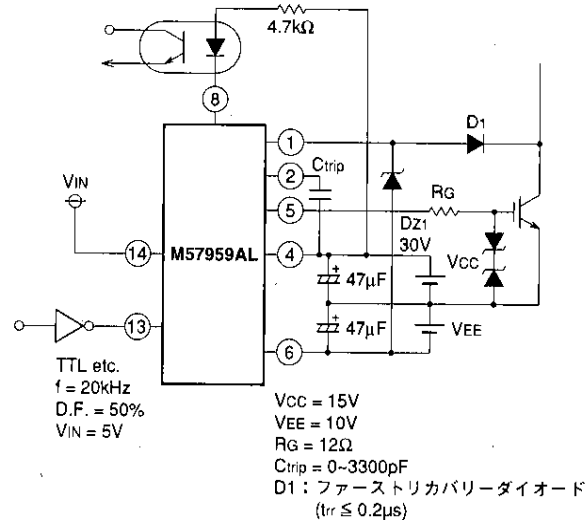 4.7kΩ
8
1
D1
2
Ctrip
VIN
5
RG
DZ1
30V
14
M57959AL
4
VCC
47μF
47μF
13
VEE
6
TTL etc.
f = 20kHz
D.F. = 50%
VIN = 5V
VCC = 15V
VEE = 10V
RG = 12Ω
Ctrip = 0~3300pF
D1：ファーストリカバリーダイオード
(trr ≦ 0.2μs)